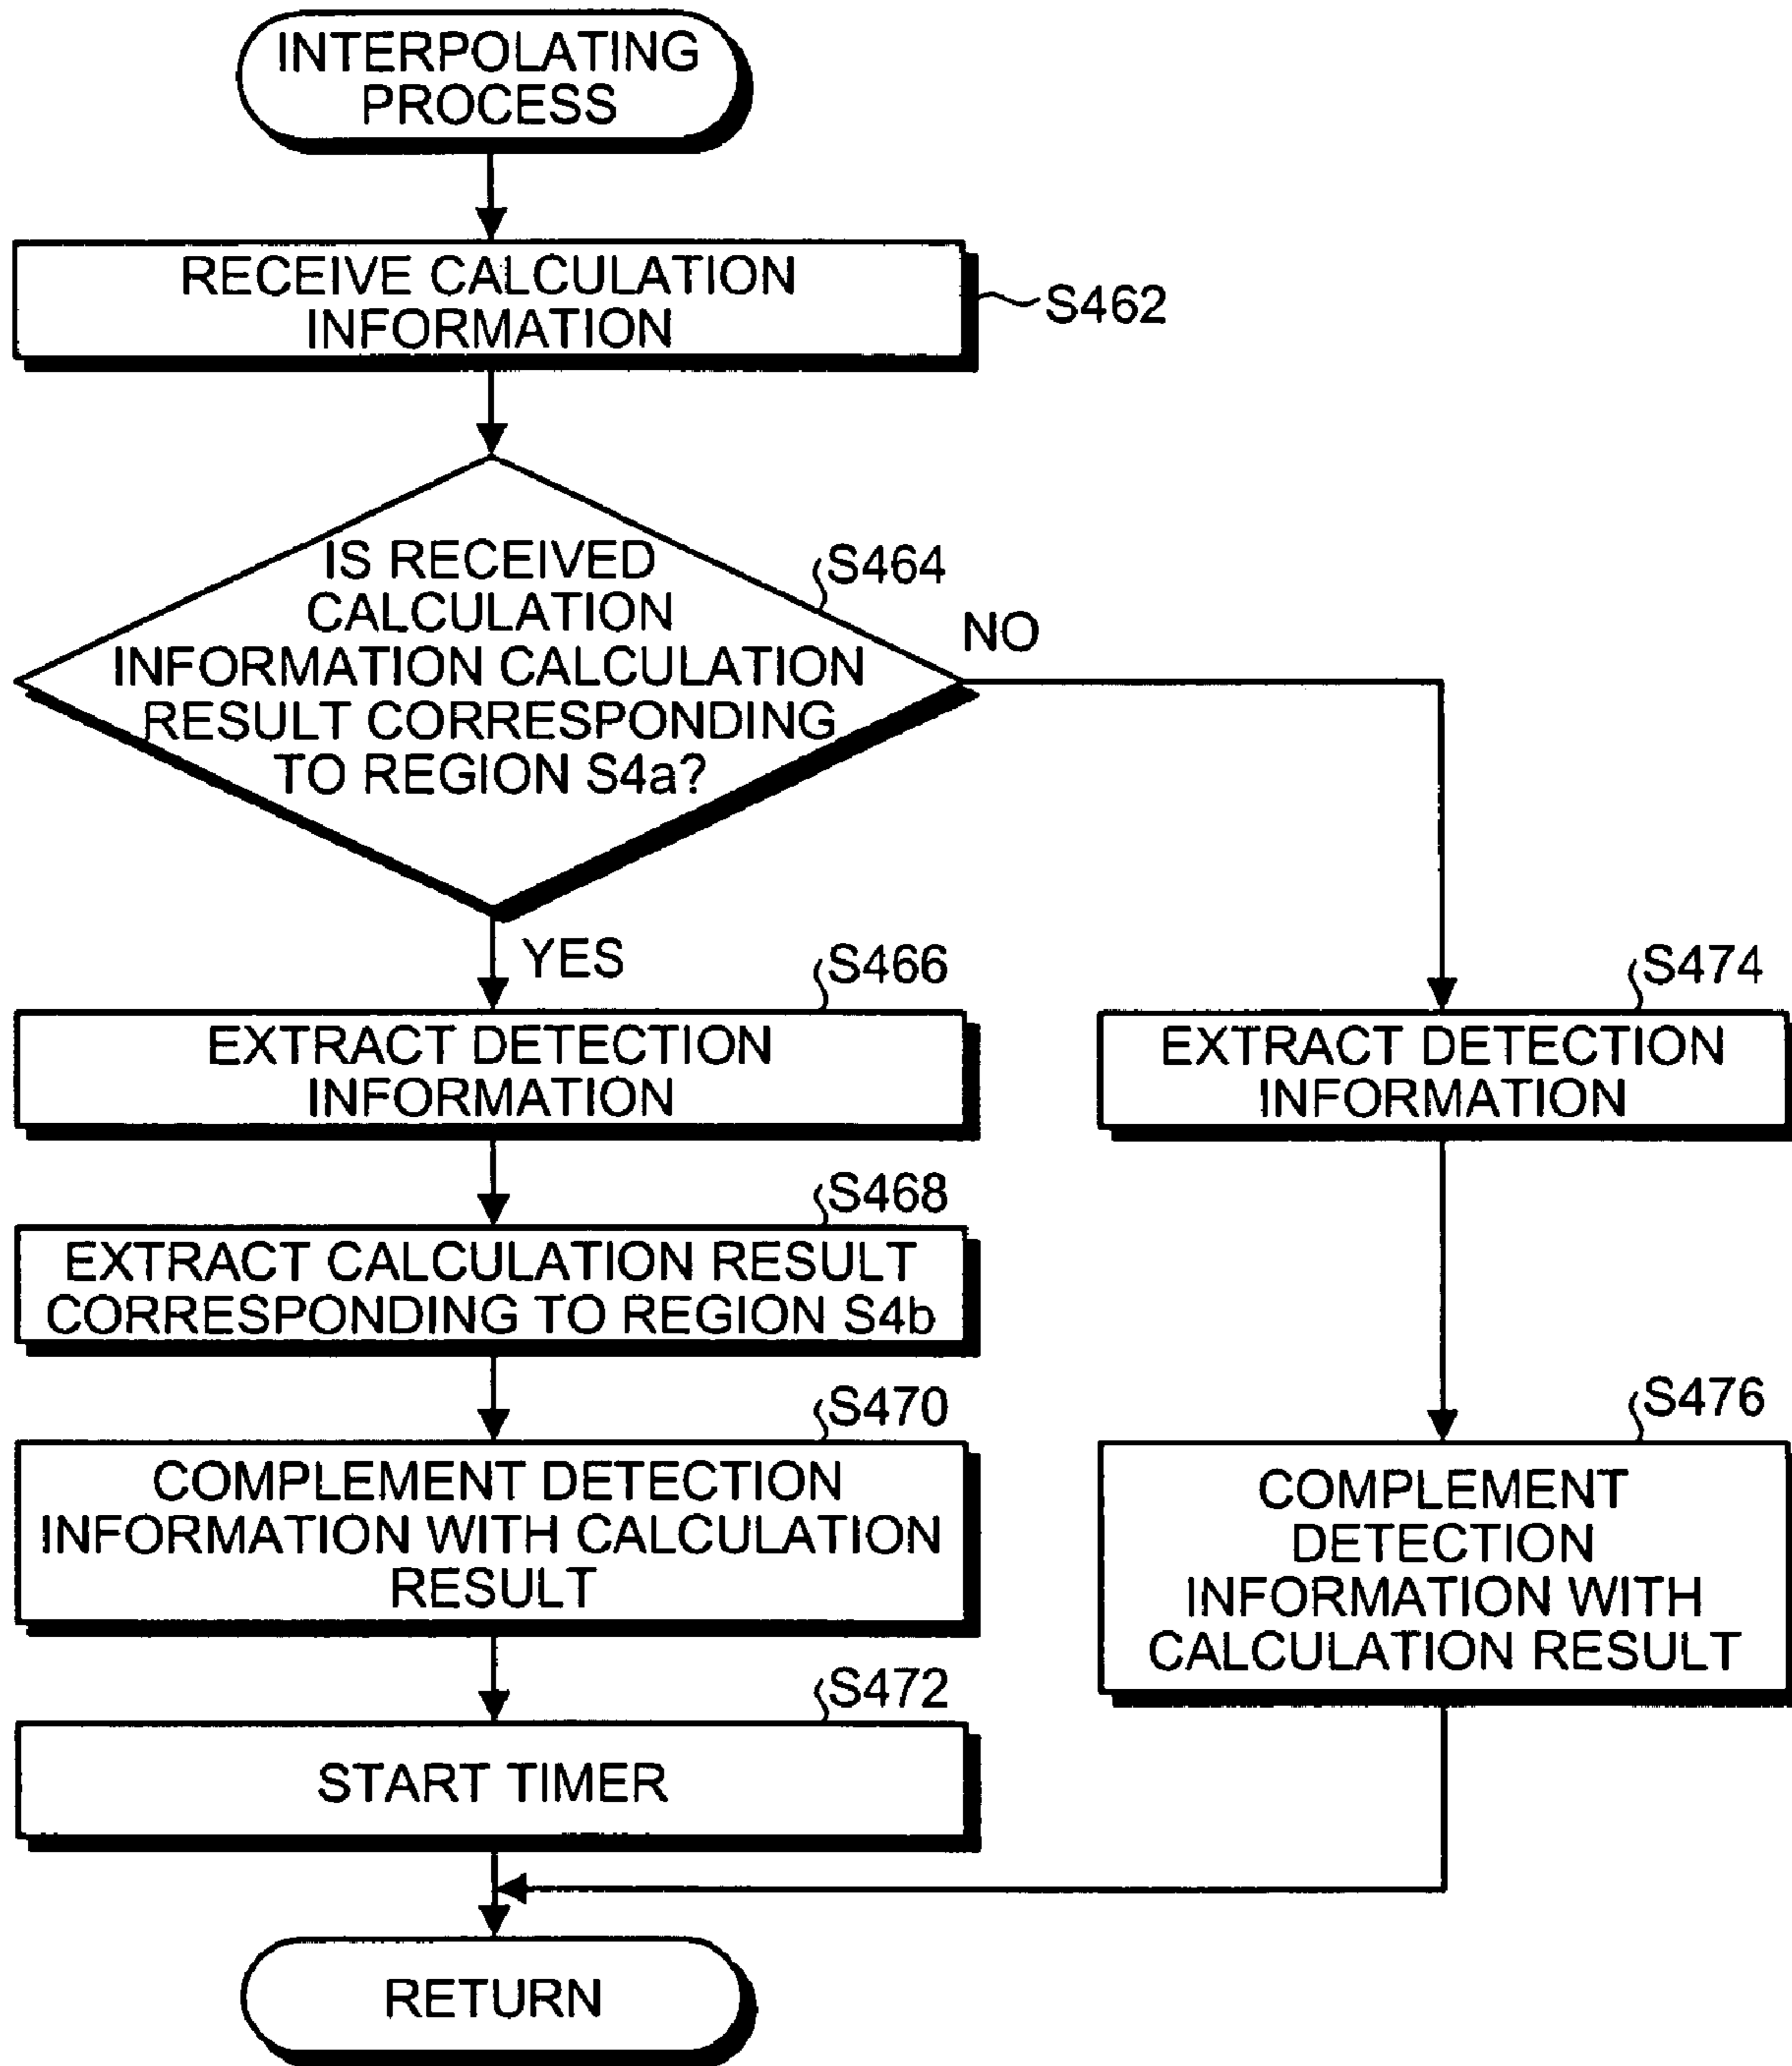 INTERPOLATING
PROCESS
RECEIVE CALCULATION
INFORMATION
S462
IS RECEIVED
CALCULATION
INFORMATION CALCULATION
RESULT CORRESPONDING
TO REGION S4a?
S464
NO
YES
S466
EXTRACT DETECTION
INFORMATION
S468
EXTRACT CALCULATION RESULT
CORRESPONDING TO REGION S4b
S470
COMPLEMENT DETECTION
INFORMATION WITH CALCULATION
RESULT
S472
START TIMER
S474
EXTRACT DETECTION
INFORMATION
S476
COMPLEMENT
DETECTION
INFORMATION WITH
CALCULATION RESULT
RETURN